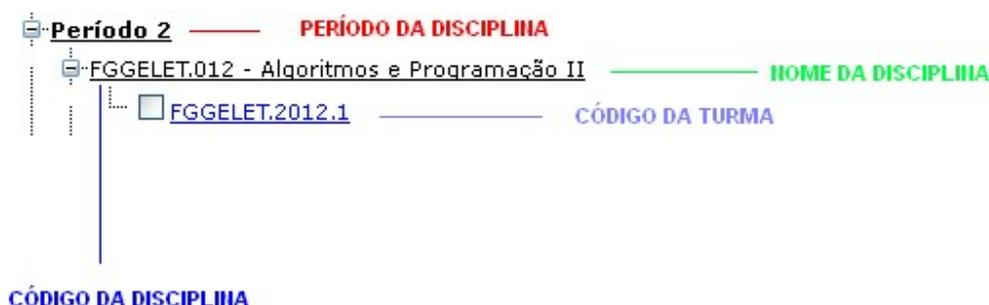 Período 2 PERÍODO DA DISCIPLINA
FGGELET.012 - Algoritmos e Programação II NOME DA DISCIPLINA
FGGELET.2012.1 CÓDIGO DA TURMA
CÓDIGO DA DISCIPLINA